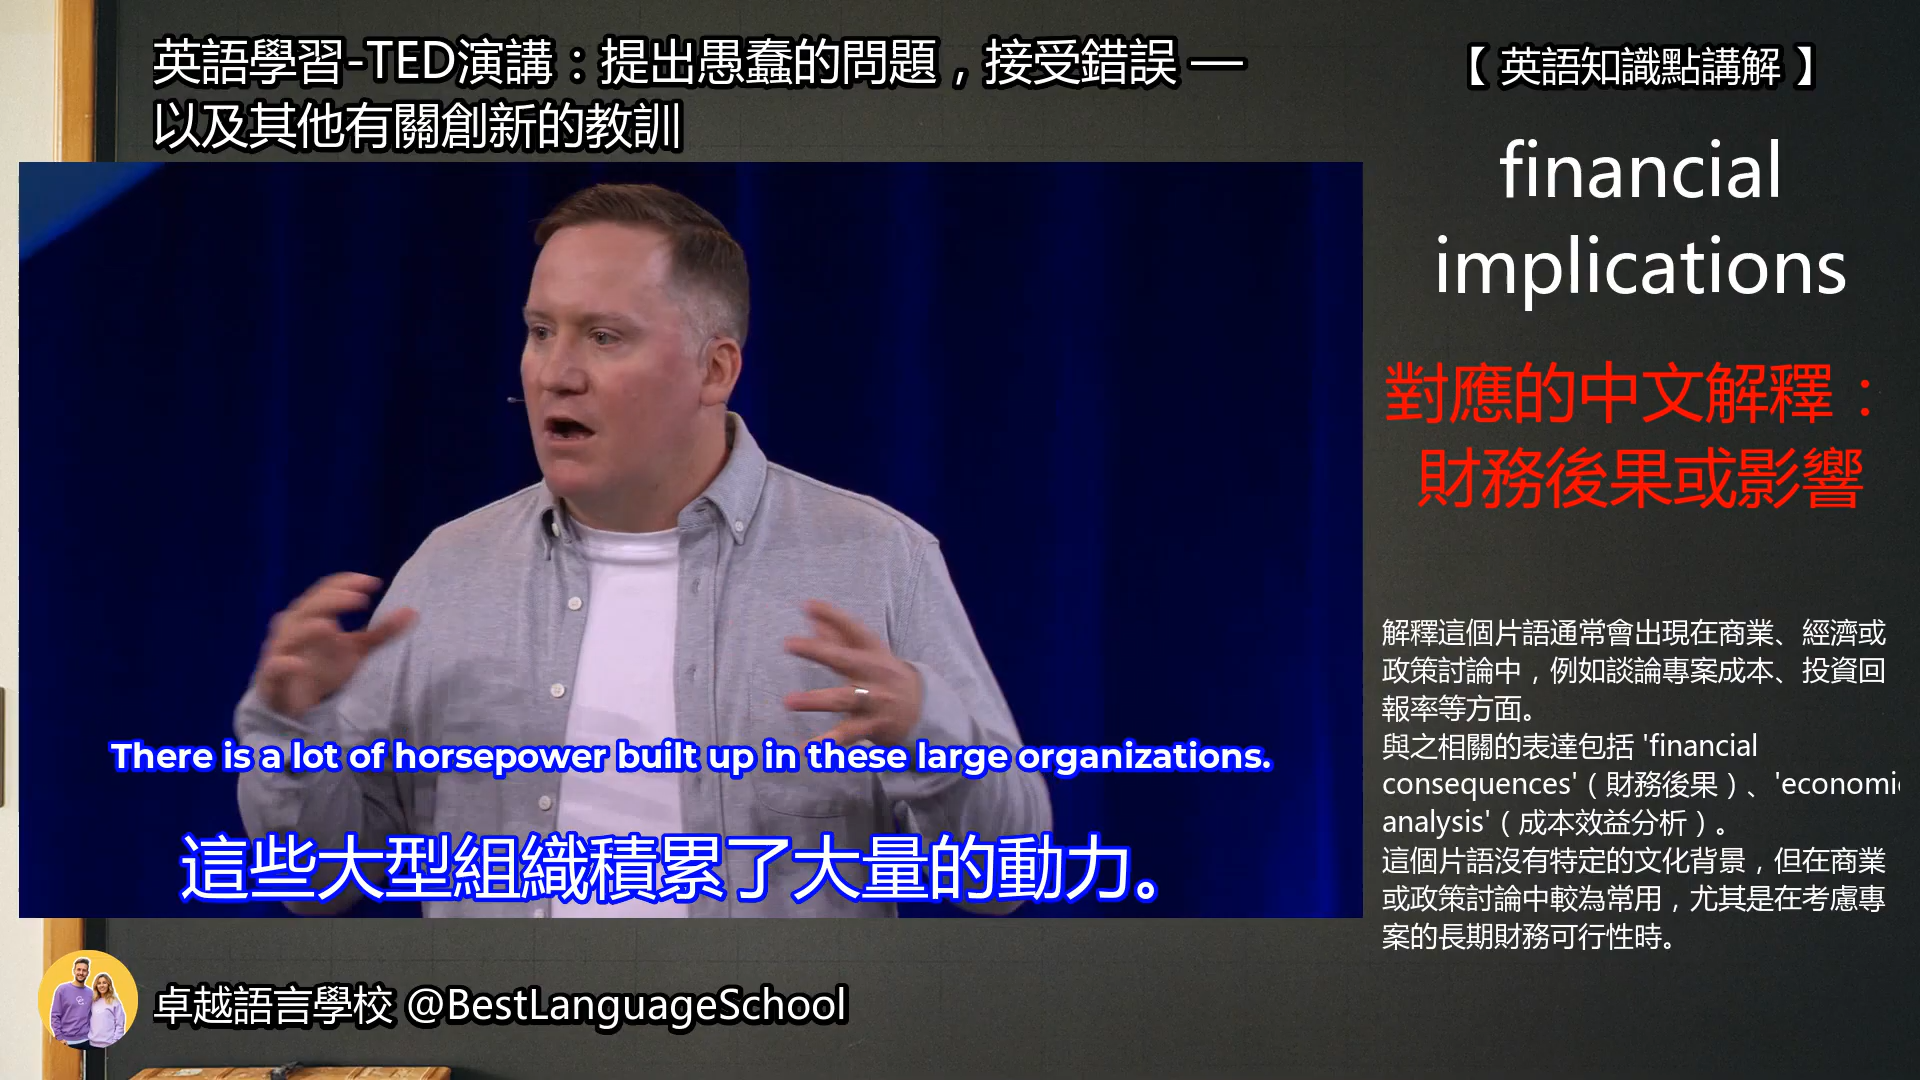 英語學習-TED演講：提出愚蠢的問題，接受錯誤 —
以及其他有關創新的教訓
There is a lot of horsepower built up in these large organizations.
這些大型組織積累了大量的動力。
卓越語言學校 @BestLanguageSchool
【 英語知識點講解 】
financial
implications
對應的中文解釋：
財務後果或影響
解釋這個片語通常會出現在商業、經濟或
政策討論中，例如談論專案成本、投資回
報率等方面。
與之相關的表達包括 'financial
consequences'（財務後果）、'economi
analysis'（成本效益分析）。
這個片語沒有特定的文化背景，但在商業
或政策討論中較為常用，尤其是在考慮專
案的長期財務可行性時。